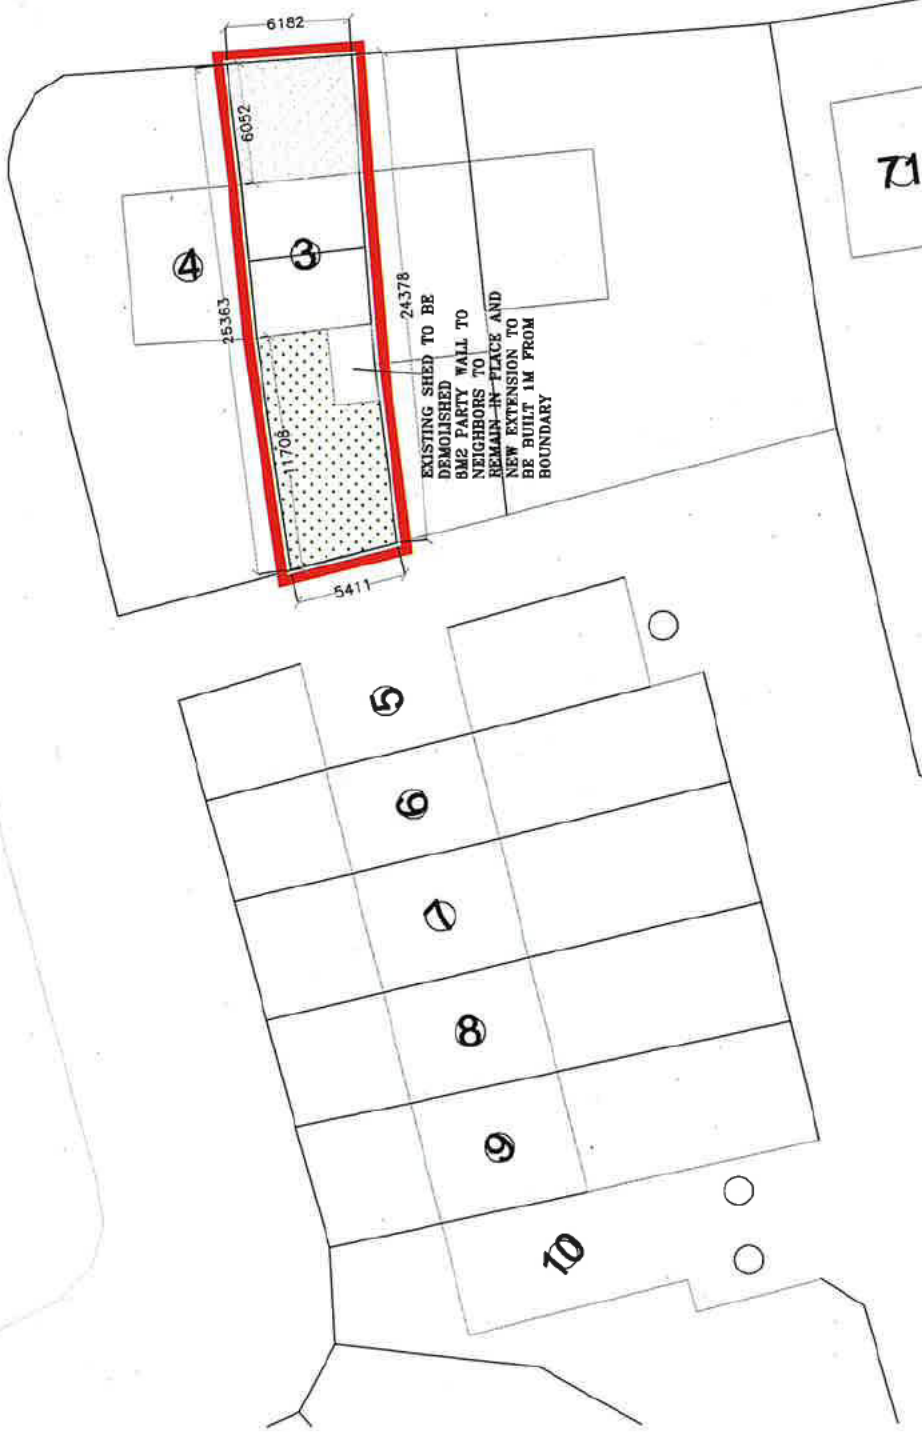 6182
6052
71
4
3
25363
24378
EXISTING SHED TO BE
DEMOLISHED
8M2 PARTY WALL TO
NEIGHBORS TO
REMAIN IN PLACE AND
NEW EXTENSION TO
BE BUILT 1M FROM
BOUNDARY
11708
5411
5
6
7
8
9
10